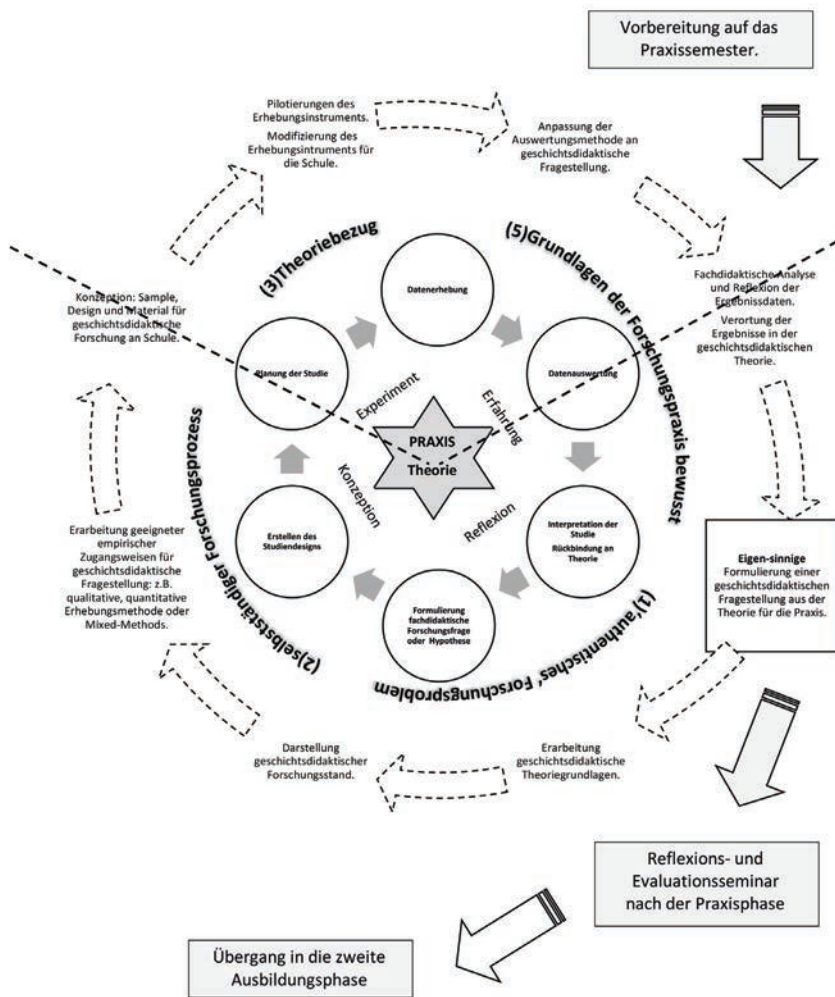 Vorbereitung auf das
Praxissemester.
Pilotierungen des
Erhebungsinstruments.
Modifizierung des
Erhebungsintruments für
die Schule.
Anpassung der
Auswertungsmethode an
geschichtsdidaktische
Fragestellung.
Fachdidaktische Analyse
und Reflexion der
Ergebnissdaten.
Verortung der
Ergebnisse in der
geschichtsdidaktischen
Theorie.
Eigen-sinnige
Formulierung einer
geschichtsdidaktischen
Fragestellung aus der
Theorie für die Praxis.
Erarbeitung
geschichtsdidaktische
Theoriegrundlagen.
Darstellung
geschichtsdidaktischer
Forschungsstand.
Erarbeitung geeigneter
empirischer
Zugangsweisen für
geschichtsdidaktische
Fragestellung: z.B.
qualitative, quantitative
Erhebungsmethode oder
Mixed-Methods.
Konzeption: Sample,
Design und Material für
geschichtsdidaktische
Forschung an Schule.
(3)Theoriebezug
(5)Grundlagen der Forschungspraxis bewusst
(1)‚authentisches‘ Forschungsproblem
(2)selbstständiger Forschungsprozess
Datenerhebung
Datenauswertung
Interpretation der
Studie
Rückbindung an
Theorie
Formulierung
fachdidaktische
Forschungsfrage
oder Hypothese
Erstellen des
Studiendesigns
Planung der Studie
Experiment
Erfahrung
Reflexion
Konzeption
PRAXIS
Theorie
Reflexions- und
Evaluationsseminar
nach der Praxisphase
Übergang in die zweite
Ausbildungsphase